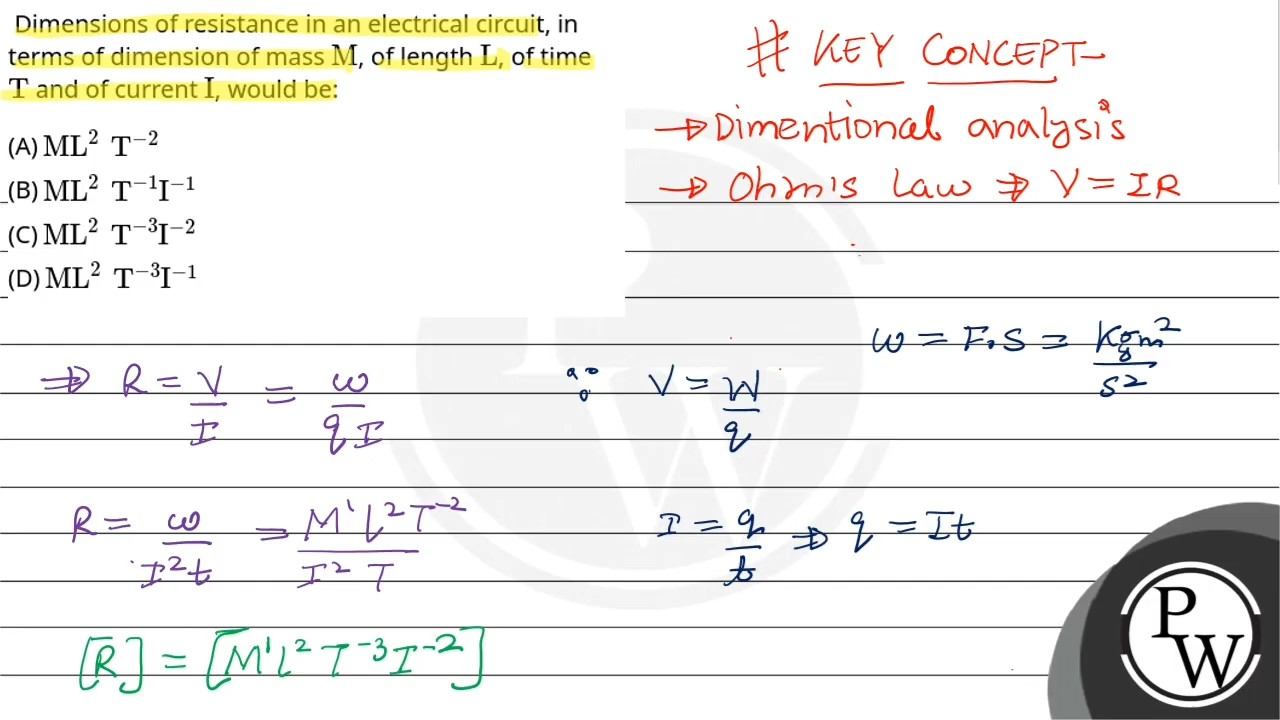 Dimensions of resistance in an electrical circuit, in
terms of dimension of mass M, of length L, of time
T and of current I, would be:
(A) ML² T⁻²
(B) ML² T⁻¹I⁻¹
(C) ML² T⁻³I⁻²
(D) ML² T⁻³I⁻¹
# KEY CONCEPT
→ Dimentional analysis
→ Ohm's Law ⇒ V = IR
W = F.S = Kgm²/S²
⇒ R = V/I = W/qI
∵ V = W/q
R = W/I²t = M¹L²T⁻²/I² T
I = q/t ⇒ q = It
[R] = [M¹L²T⁻³I⁻²]
PW